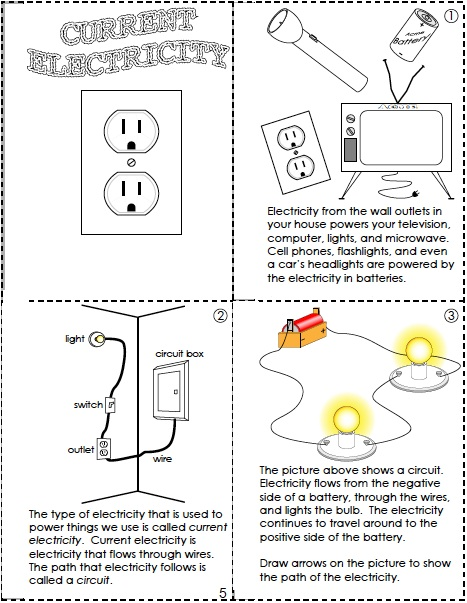 CURRENT
ELECTRICITY
①
Acme
Battery
+
Electricity from the wall outlets in
your house powers your television,
computer, lights, and microwave.
Cell phones, flashlights, and even
a car's headlights are powered by
the electricity in batteries.
②
light
circuit box
switch
outlet
wire
The type of electricity that is used to
power things we use is called current
electricity.  Current electricity is
electricity that flows through wires.
The path that electricity follows is
called a circuit.
③
- +
The picture above shows a circuit.
Electricity flows from the negative
side of a battery, through the wires,
and lights the bulb.  The electricity
continues to travel around to the
positive side of the battery.
Draw arrows on the picture to show
the path of the electricity.
5